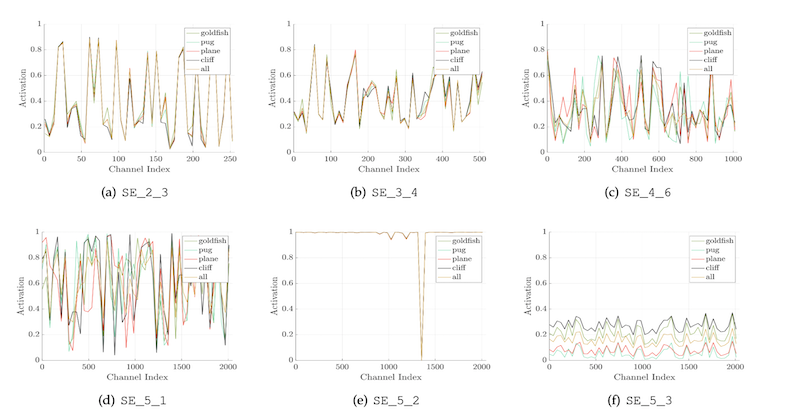 1
0.8
0.6
0.4
0.2
0
Activation
0 50 100 150 200 250
Channel Index
goldfish
pug
plane
cliff
all
(a) SE_2_3
1
0.8
0.6
0.4
0.2
0
Activation
0 100 200 300 400 500
Channel Index
goldfish
pug
plane
cliff
all
(b) SE_3_4
1
0.8
0.6
0.4
0.2
0
Activation
0 200 400 600 800 1000
Channel Index
goldfish
pug
plane
cliff
all
(c) SE_4_6
1
0.8
0.6
0.4
0.2
0
Activation
0 500 1000 1500 2000
Channel Index
goldfish
pug
plane
cliff
all
(d) SE_5_1
1
0.8
0.6
0.4
0.2
0
Activation
0 500 1000 1500 2000
Channel Index
goldfish
pug
plane
cliff
all
(e) SE_5_2
1
0.8
0.6
0.4
0.2
0
Activation
0 500 1000 1500 2000
Channel Index
goldfish
pug
plane
cliff
all
(f) SE_5_3